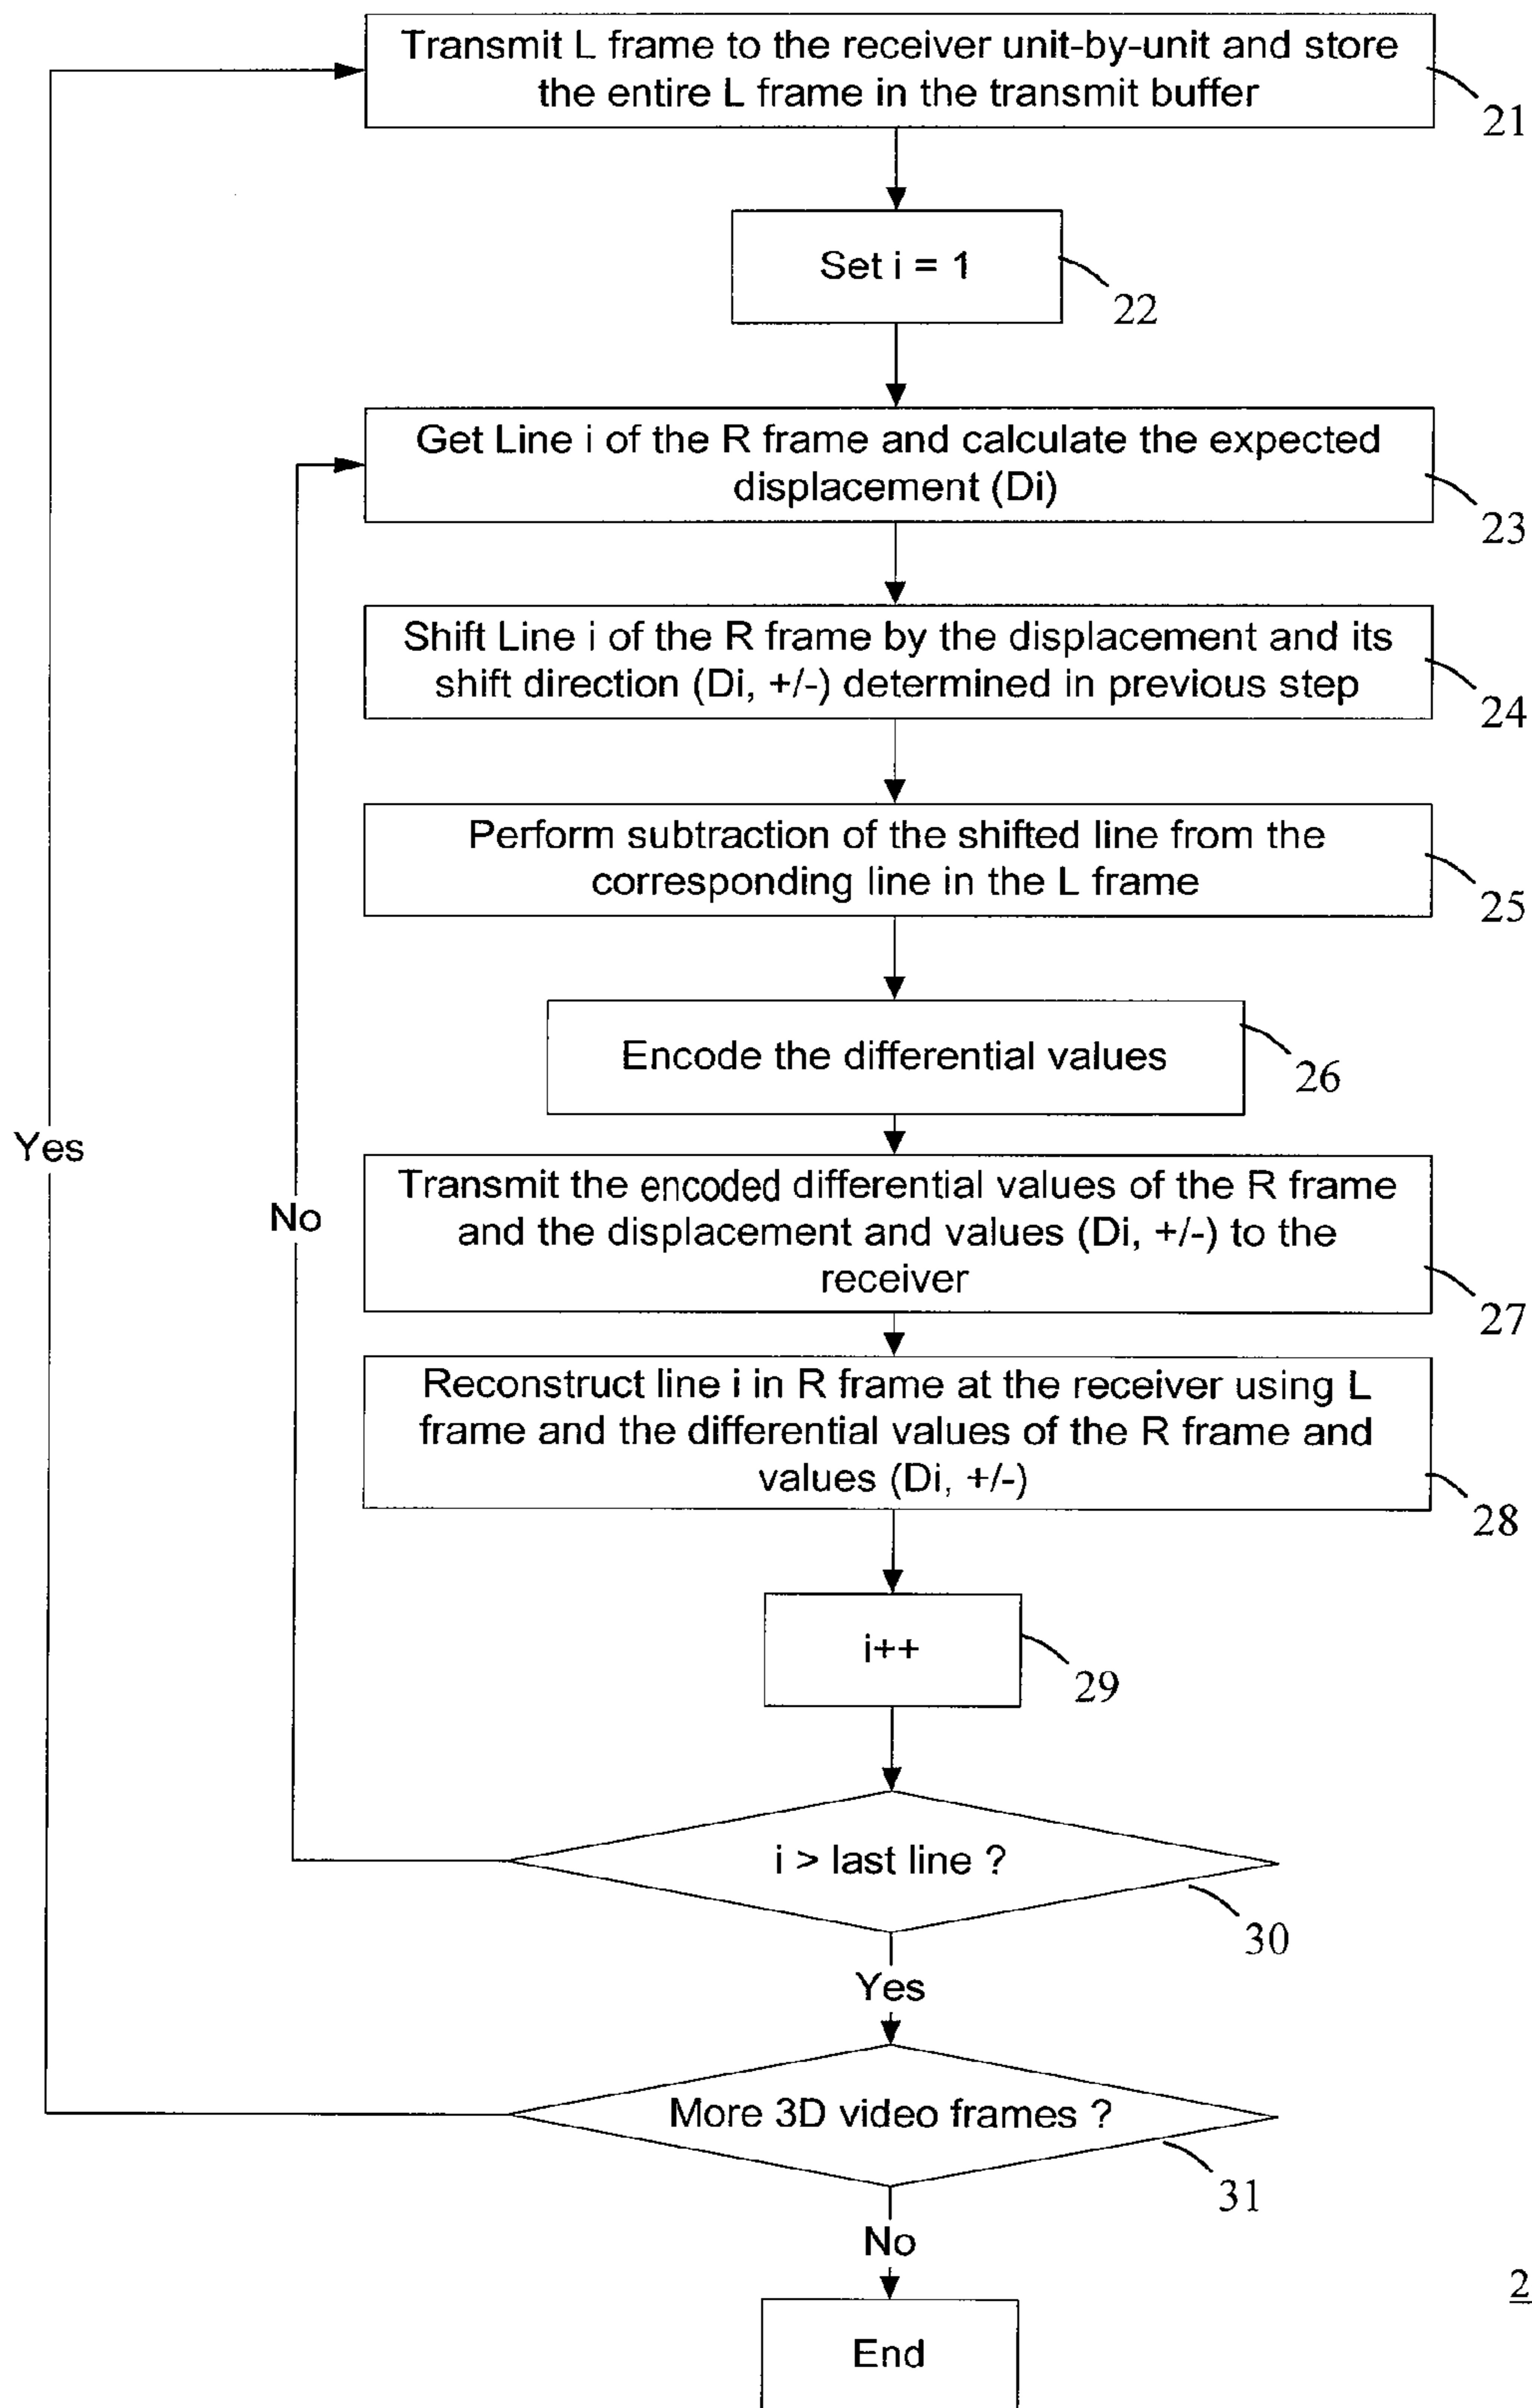 Transmit L frame to the receiver unit-by-unit and store
the entire L frame in the transmit buffer
21
Set i = 1
22
Get Line i of the R frame and calculate the expected
displacement (Di)
23
Shift Line i of the R frame by the displacement and its
shift direction (Di, +/-) determined in previous step
24
Perform subtraction of the shifted line from the
corresponding line in the L frame
25
Encode the differential values
26
Yes
Transmit the encoded differential values of the R frame
and the displacement and values (Di, +/-) to the
receiver
27
No
Reconstruct line i in R frame at the receiver using L
frame and the differential values of the R frame and
values (Di, +/-)
28
i++
29
i > last line ?
30
Yes
More 3D video frames ?
31
No
2
End